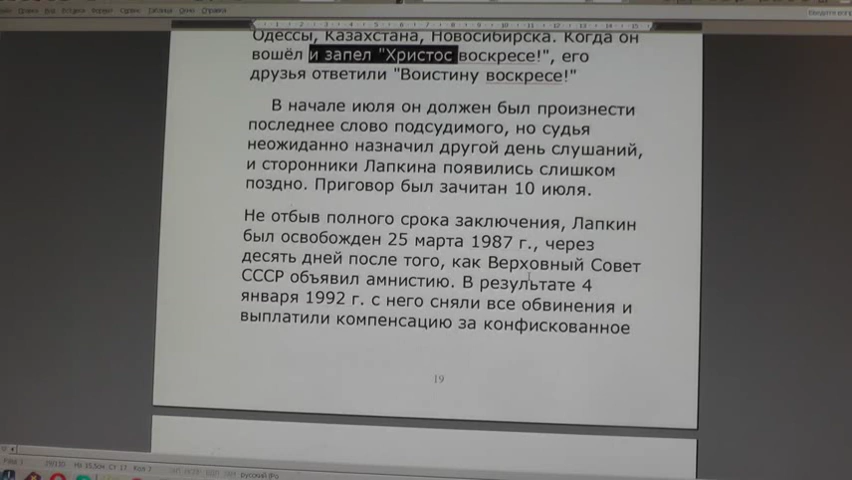 Одессы, Казахстана, Новосибирска. Когда он
вошёл и запел "Христос воскресе!", его
друзья ответили "Воистину воскресе!"
В начале июля он должен был произнести
последнее слово подсудимого, но судья
неожиданно назначил другой день слушаний,
и сторонники Лапкина появились слишком
поздно. Приговор был зачитан 10 июля.
Не отбыв полного срока заключения, Лапкин
был освобожден 25 марта 1987 г., через
десять дней после того, как Верховный Совет
СССР объявил амнистию. В результате 4
января 1992 г. с него сняли все обвинения и
выплатили компенсацию за конфискованное
19